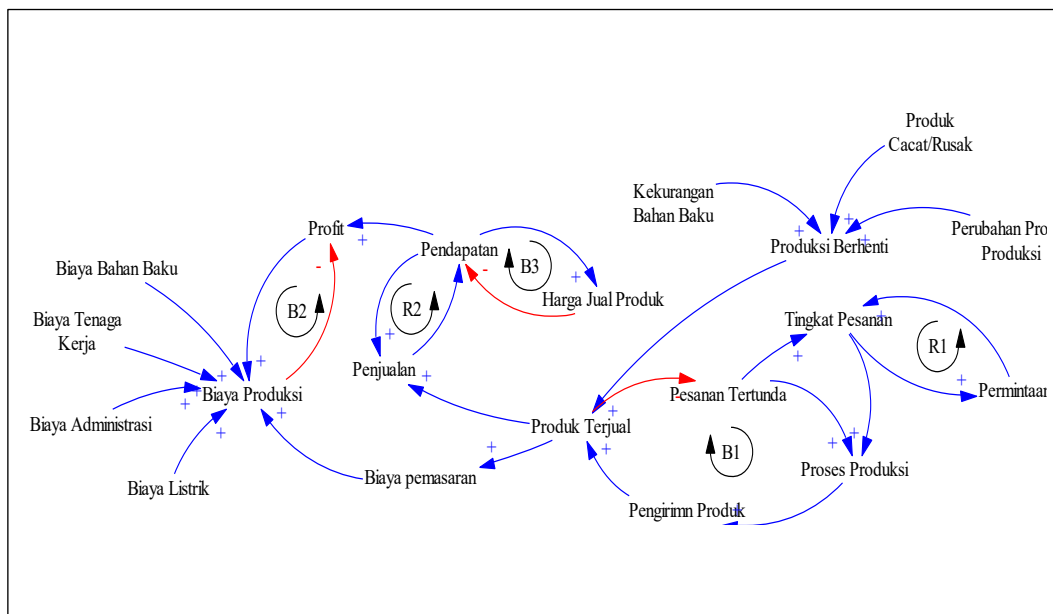 Produk
Cacat/Rusak
Kekurangan
Bahan Baku
Produksi Berhenti
Perubahan Pro
Produksi
Profit
Pendapatan
B3
Harga Jual Produk
Biaya Bahan Baku
B2
R2
Biaya Tenaga
Kerja
Tingkat Pesanan
R1
Penjualan
Biaya Produksi
Pesanan Tertunda
Permintaan
Biaya Administrasi
Produk Terjual
B1
Proses Produksi
Biaya pemasaran
Biaya Listrik
Pengirimn Produk